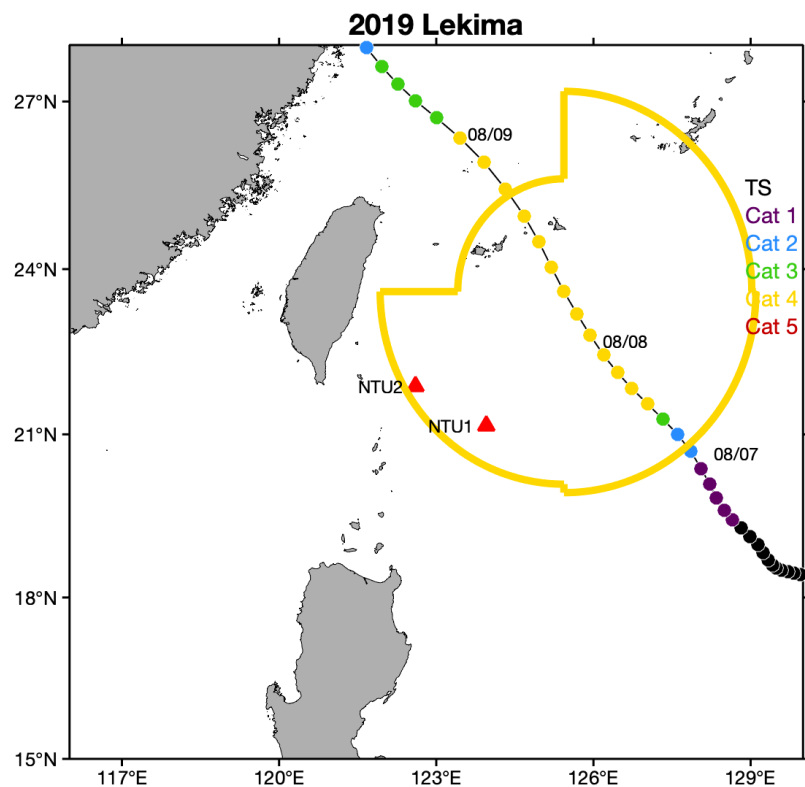 2019 Lekima
27°N
24°N
21°N
18°N
15°N
08/09
TS
Cat 1
Cat 2
Cat 3
Cat 4
Cat 5
08/08
NTU2
NTU1
08/07
117°E
120°E
123°E
126°E
129°E